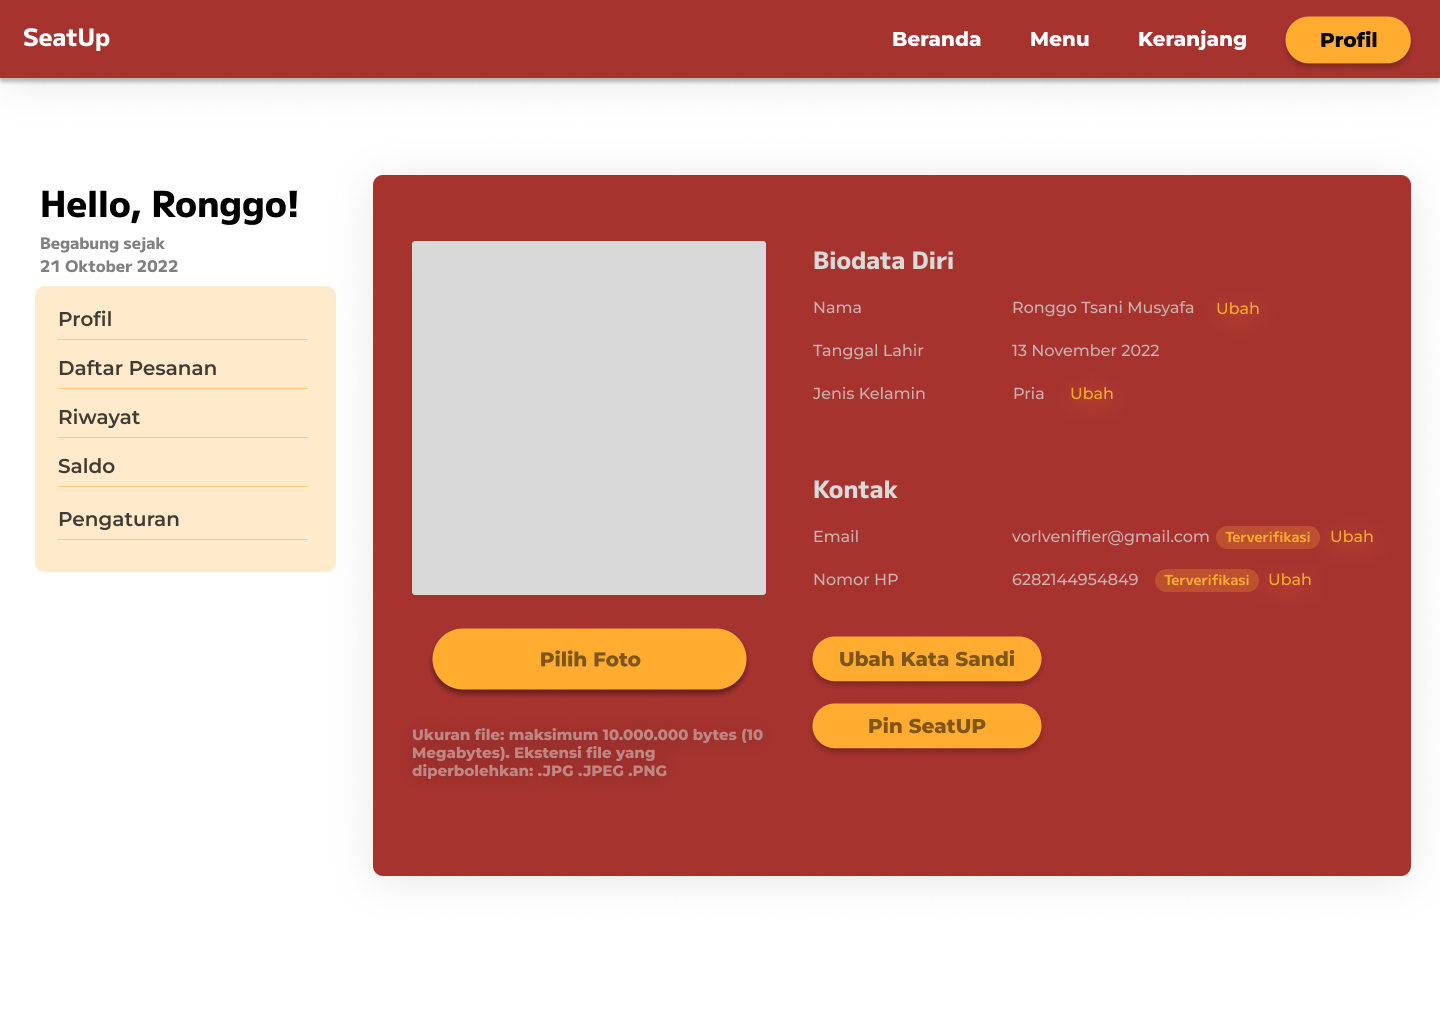 SeatUp
Beranda
Menu
Keranjang
Profil
Hello, Ronggo!
Begabung sejak
21 Oktober 2022
Profil
Daftar Pesanan
Riwayat
Saldo
Pengaturan
Pilih Foto
Ukuran file: maksimum 10.000.000 bytes (10
Megabytes). Ekstensi file yang
diperbolehkan: .JPG .JPEG .PNG
Biodata Diri
Nama Ronggo Tsani Musyafa Ubah
Tanggal Lahir 13 November 2022
Jenis Kelamin Pria Ubah
Kontak
Email vorlveniffier@gmail.com Terverifikasi Ubah
Nomor HP 6282144954849 Terverifikasi Ubah
Ubah Kata Sandi
Pin SeatUP